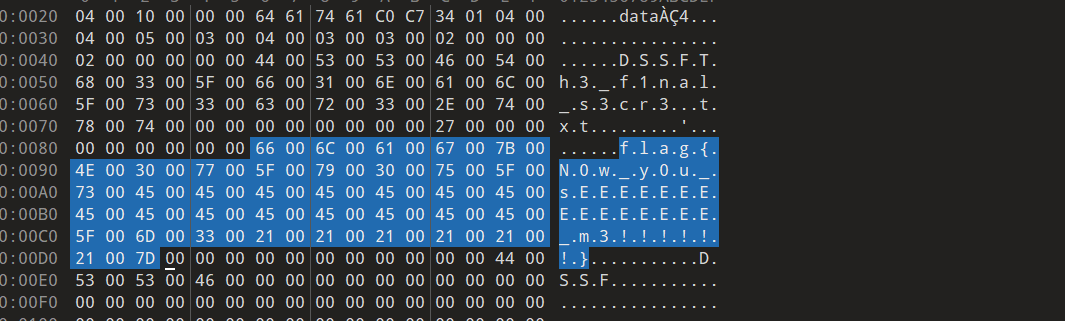 0:0020 04 00 10 00 00 00 64 61 74 61 C0 C7 34 01 04 00 ......dataÀÇ4...
0:0030 04 00 05 00 03 00 04 00 03 00 03 00 02 00 00 00 ................
0:0040 02 00 00 00 00 00 44 00 53 00 53 00 46 00 54 00 ......D.S.S.F.T.
0:0050 68 00 33 00 5F 00 66 00 31 00 6E 00 61 00 6C 00 h.3._.f.1.n.a.l.
0:0060 5F 00 73 00 33 00 63 00 72 00 33 00 2E 00 74 00 _.s.3.c.r.3...t.
0:0070 78 00 74 00 00 00 00 00 00 00 00 00 27 00 00 00 x.t.........'...
0:0080 00 00 00 00 00 00 66 00 6C 00 61 00 67 00 7B 00 ......f.l.a.g.{.
0:0090 4E 00 30 00 77 00 5F 00 79 00 30 00 75 00 5F 00 N.0.w._.y.0.u._.
0:00A0 73 00 45 00 45 00 45 00 45 00 45 00 45 00 45 00 s.E.E.E.E.E.E.E.
0:00B0 45 00 45 00 45 00 45 00 45 00 45 00 45 00 45 00 E.E.E.E.E.E.E.E.
0:00C0 5F 00 6D 00 33 00 21 00 21 00 21 00 21 00 21 00 _.m.3.!.!.!.!.!.
0:00D0 21 00 7D 00 00 00 00 00 00 00 00 00 00 00 44 00 !.}...........D.
0:00E0 53 00 53 00 46 00 00 00 00 00 00 00 00 00 00 00 S.S.F...........
0:00F0 00 00 00 00 00 00 00 00 00 00 00 00 00 00 00 00 ................